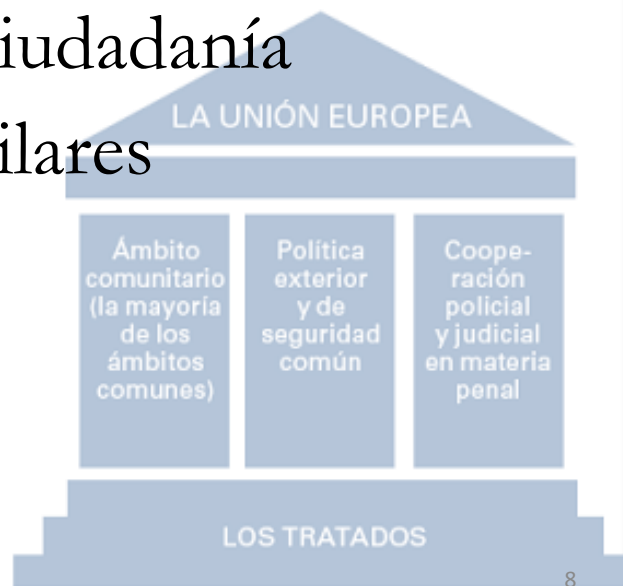 iudadanía
LA UNIÓN EUROPEA
ilares
Ámbito
comunitario
(la mayoría
de los
ámbitos
comunes)
Política
exterior
y de
seguridad
común
Coope-
ración
policial
y judicial
en materia
penal
LOS TRATADOS
8